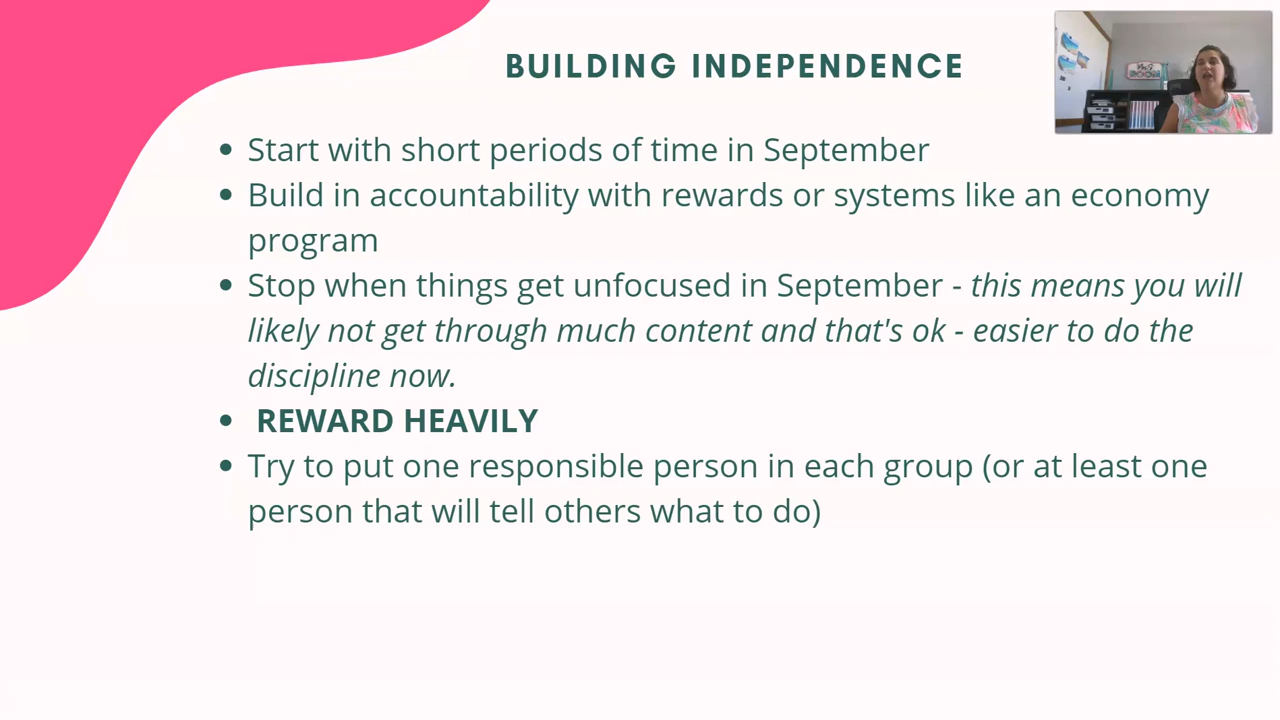 BUILDING INDEPENDENCE
• Start with short periods of time in September
• Build in accountability with rewards or systems like an economy
program
• Stop when things get unfocused in September - this means you will
likely not get through much content and that's ok - easier to do the
discipline now.
• REWARD HEAVILY
• Try to put one responsible person in each group (or at least one
person that will tell others what to do)